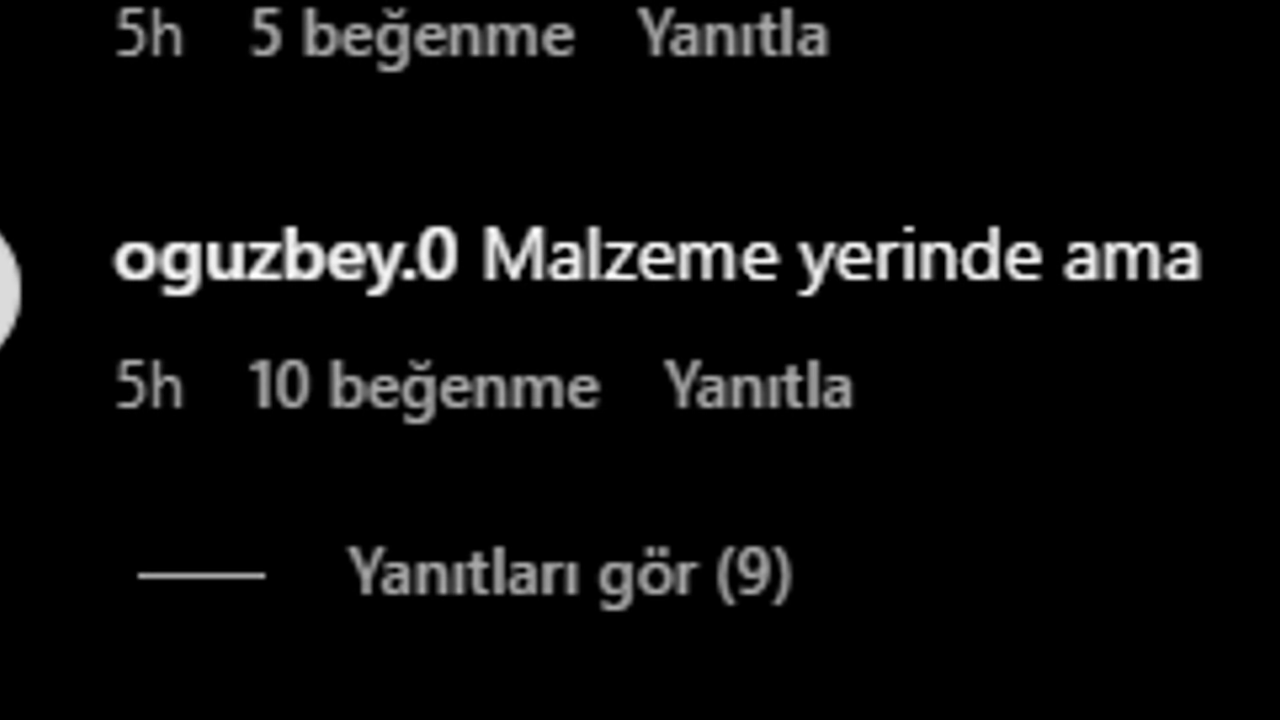 5h 5 beğenme Yanıtla
oguzbey.0 Malzeme yerinde ama
5h 10 beğenme Yanıtla
Yanıtları gör (9)